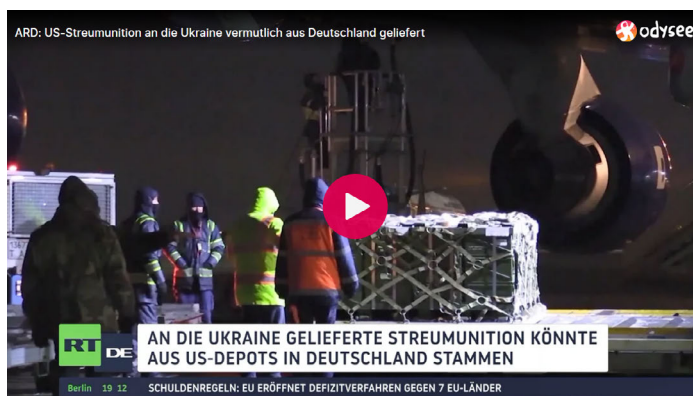 ARD: US-Streumunition an die Ukraine vermutlich aus Deutschland geliefert
odysee
RT DE
AN DIE UKRAINE GELIEFERTE STREUMUNITION KÖNNTE
AUS US-DEPOTS IN DEUTSCHLAND STAMMEN
Berlin 19 12 SCHULDENREGELN: EU ERÖFFNET DEFIZITVERFAHREN GEGEN 7 EU-LÄNDER